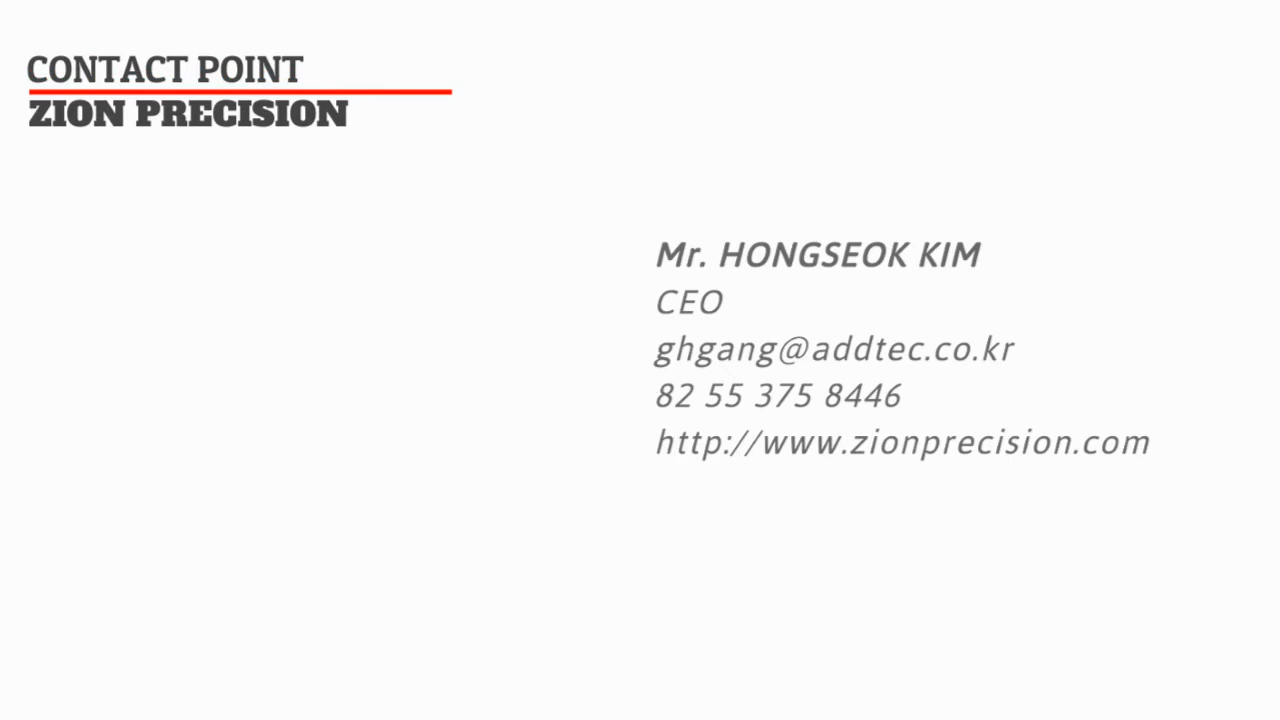 CONTACT POINT
ZION PRECISION
Mr. HONGSEOK KIM
CEO
ghgang@addtec.co.kr
82 55 375 8446
http://www.zionprecision.com